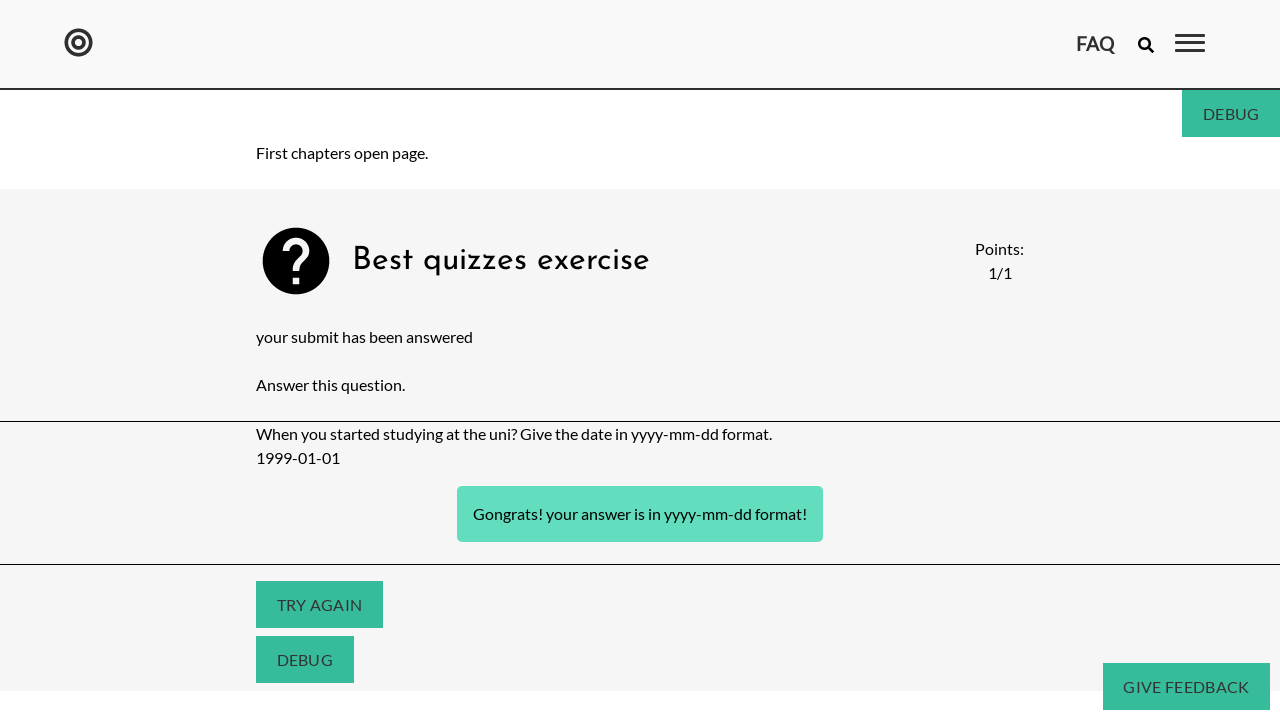 FAQ
DEBUG
First chapters open page.
Best quizzes exercise
Points:
1/1
your submit has been answered
Answer this question.
When you started studying at the uni? Give the date in yyyy-mm-dd format.
1999-01-01
Gongrats! your answer is in yyyy-mm-dd format!
TRY AGAIN
DEBUG
GIVE FEEDBACK